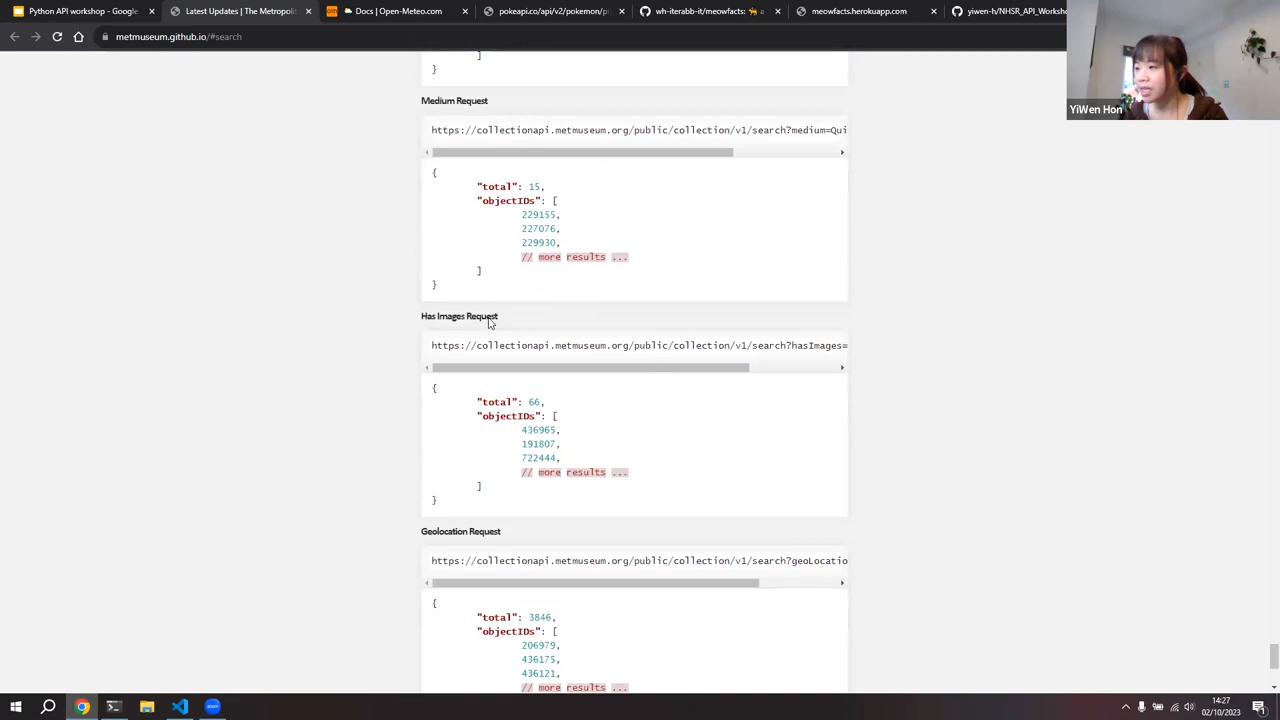 Python API workshop - Google
Latest Updates | The Metropolit
Docs | Open-Meteo.com
pokeapi.co/api/v2/pokemon/p
wh-iterabb-it/meowfacts:
meowfacts.herokuapp.com
yiwen-h/NHSR_API_Worksh
metmuseum.github.io/#search
YiWen Hon
]
}
Medium Request
https://collectionapi.metmuseum.org/public/collection/v1/search?medium=Qui
{
"total": 15,
"objectIDs": [
229155,
227076,
229930,
// more results ...
]
}
Has Images Request
https://collectionapi.metmuseum.org/public/collection/v1/search?hasImages=
{
"total": 66,
"objectIDs": [
436965,
191807,
722444,
// more results ...
]
}
Geolocation Request
https://collectionapi.metmuseum.org/public/collection/v1/search?geoLocatio
{
"total": 3846,
"objectIDs": [
206979,
436175,
436121,
// more results ...
zoom
14:27
02/10/2023